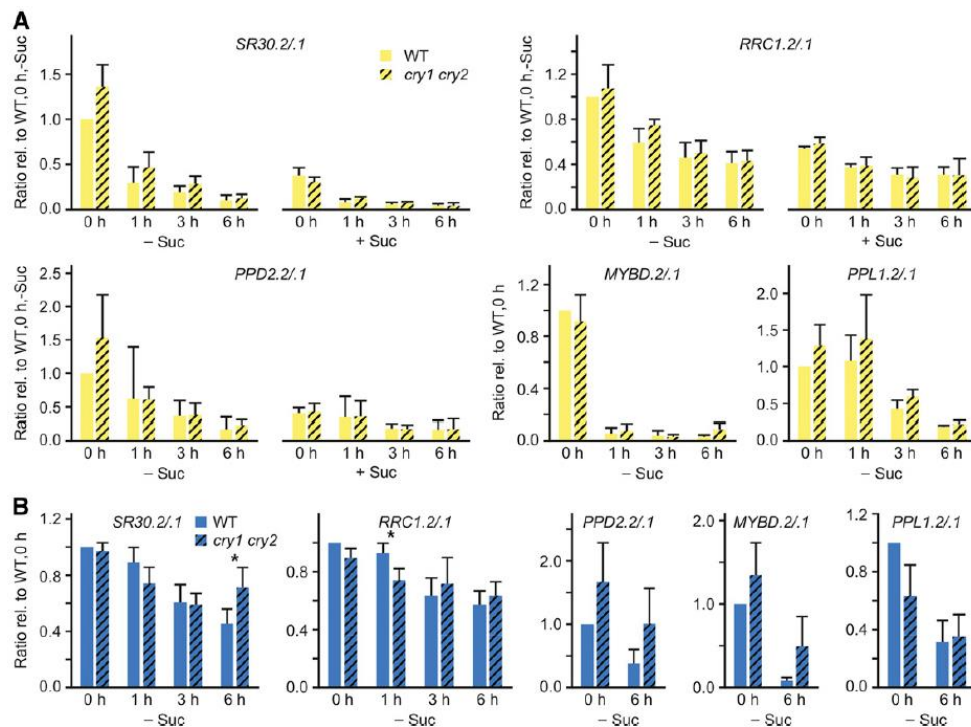 A
SR30.2/.1
Ratio rel. to WT,0 h,-Suc
1.5
1.0
0.5
0.0
WT
cry1 cry2
0 h 1 h 3 h 6 h 0 h 1 h 3 h 6 h
– Suc + Suc
RRC1.2/.1
Ratio rel. to WT,0 h,-Suc
1.2
0.8
0.4
0.0
0 h 1 h 3 h 6 h 0 h 1 h 3 h 6 h
– Suc + Suc
PPD2.2/.1
Ratio rel. to WT,0 h,-Suc
2.5
2.0
1.5
1.0
0.5
0.0
0 h 1 h 3 h 6 h 0 h 1 h 3 h 6 h
– Suc + Suc
MYBD.2/.1
Ratio rel. to WT,0 h
1.2
0.8
0.4
0
0 h 1 h 3 h 6 h
– Suc
PPL1.2/.1
2.0
1.5
1.0
0.5
0.0
0 h 1 h 3 h 6 h
– Suc
B
SR30.2/.1
Ratio rel. to WT,0 h
1.2
0.8
0.4
0.0
WT
cry1 cry2
*
0 h 1 h 3 h 6 h
– Suc
RRC1.2/.1
1.2
0.8
0.4
0.0
*
0 h 1 h 3 h 6 h
– Suc
PPD2.2/.1
2.0
1.0
0.0
0 h 6 h
– Suc
MYBD.2/.1
2.0
1.0
0.0
0 h 6 h
– Suc
PPL1.2/.1
1.2
0.8
0.4
0.0
0 h 6 h
– Suc